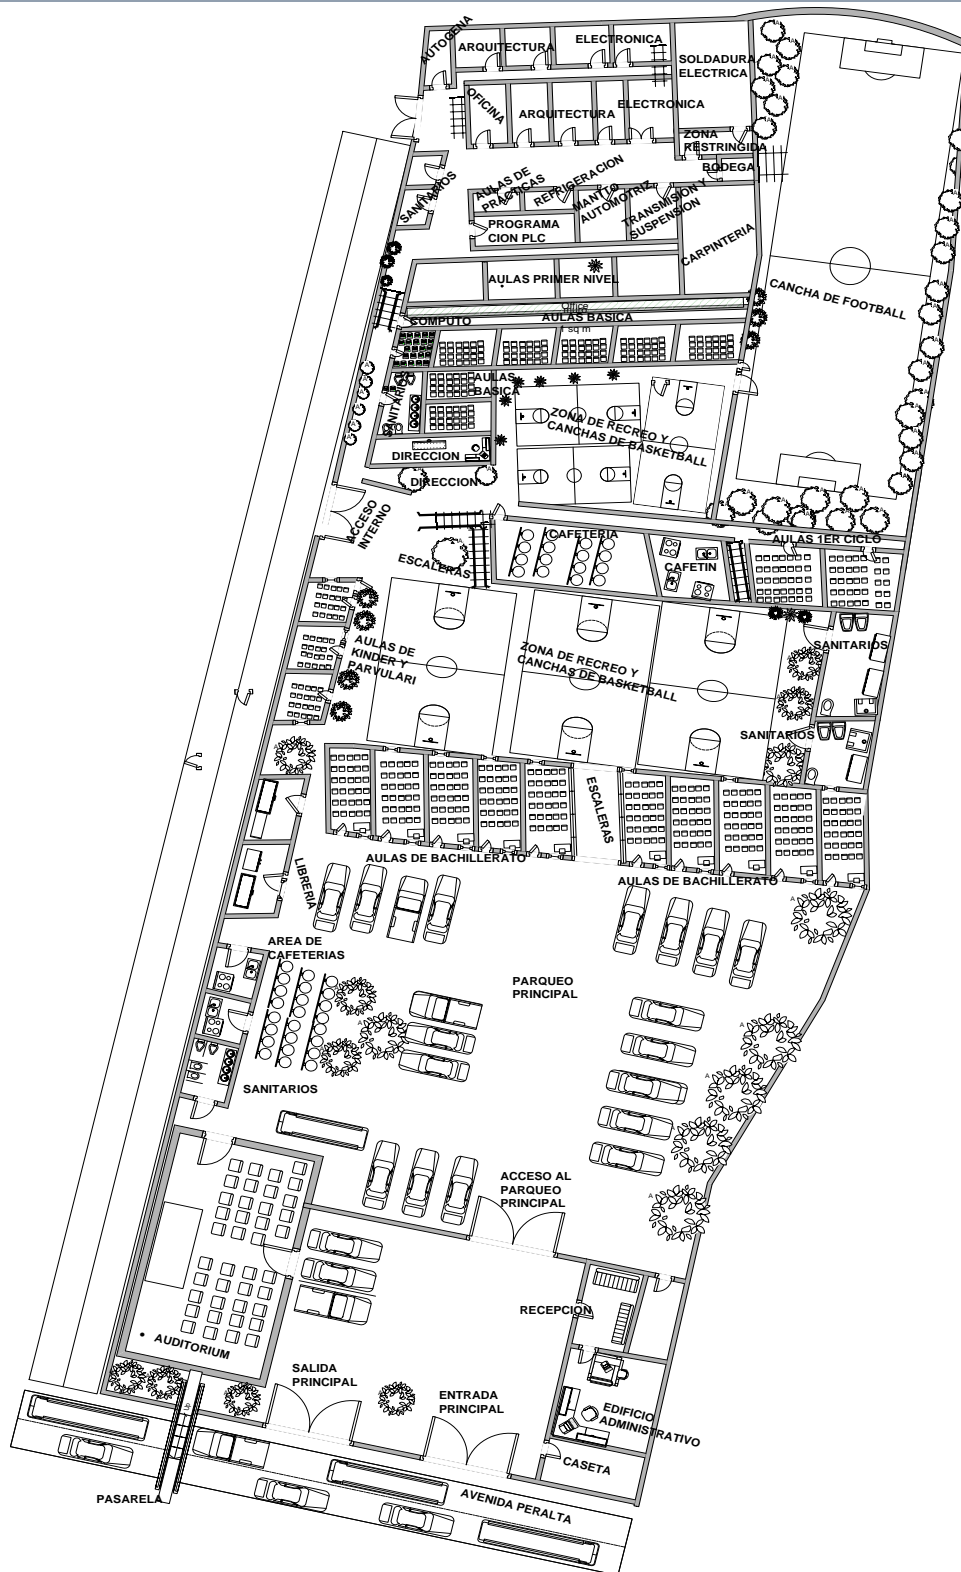 AUTOGENA
ARQUITECTURA
ELECTRONICA
SOLDADURA
ELECTRICA
OFICINA
ARQUITECTURA
ELECTRONICA
ZONA
RESTRINGIDA
BODEGA
SANITARIOS
AULAS DE
PRACTICAS
REFRIGERACION
MANTTO
AUTOMOTRIZ
TRANSMISION Y
SUSPENSION
PROGRAMA
CION PLC
CARPINTERIA
AULAS PRIMER NIVEL
CANCHA DE FOOTBALL
Office
1 sq m
COMPUTO
AULAS BASICA
SANITARIOS
AULAS
BASICA
ZONA DE RECREO Y
CANCHAS DE BASKETBALL
DIRECCION
DIRECCION
ACCESO
INTERNO
ESCALERAS
CAFETERIA
CAFETIN
AULAS 1ER CICLO
AULAS DE
KINDER Y
PARVULARI
ZONA DE RECREO Y
CANCHAS DE BASKETBALL
SANITARIOS
SANITARIOS
ESCALERAS
AULAS DE BACHILLERATO
AULAS DE BACHILLERATO
LIBRERIA
AREA DE
CAFETERIAS
PARQUEO
PRINCIPAL
SANITARIOS
ACCESO AL
PARQUEO
PRINCIPAL
RECEPCION
AUDITORIUM
SALIDA
PRINCIPAL
ENTRADA
PRINCIPAL
EDIFICIO
ADMINISTRATIVO
CASETA
PASARELA
AVENIDA PERALTA